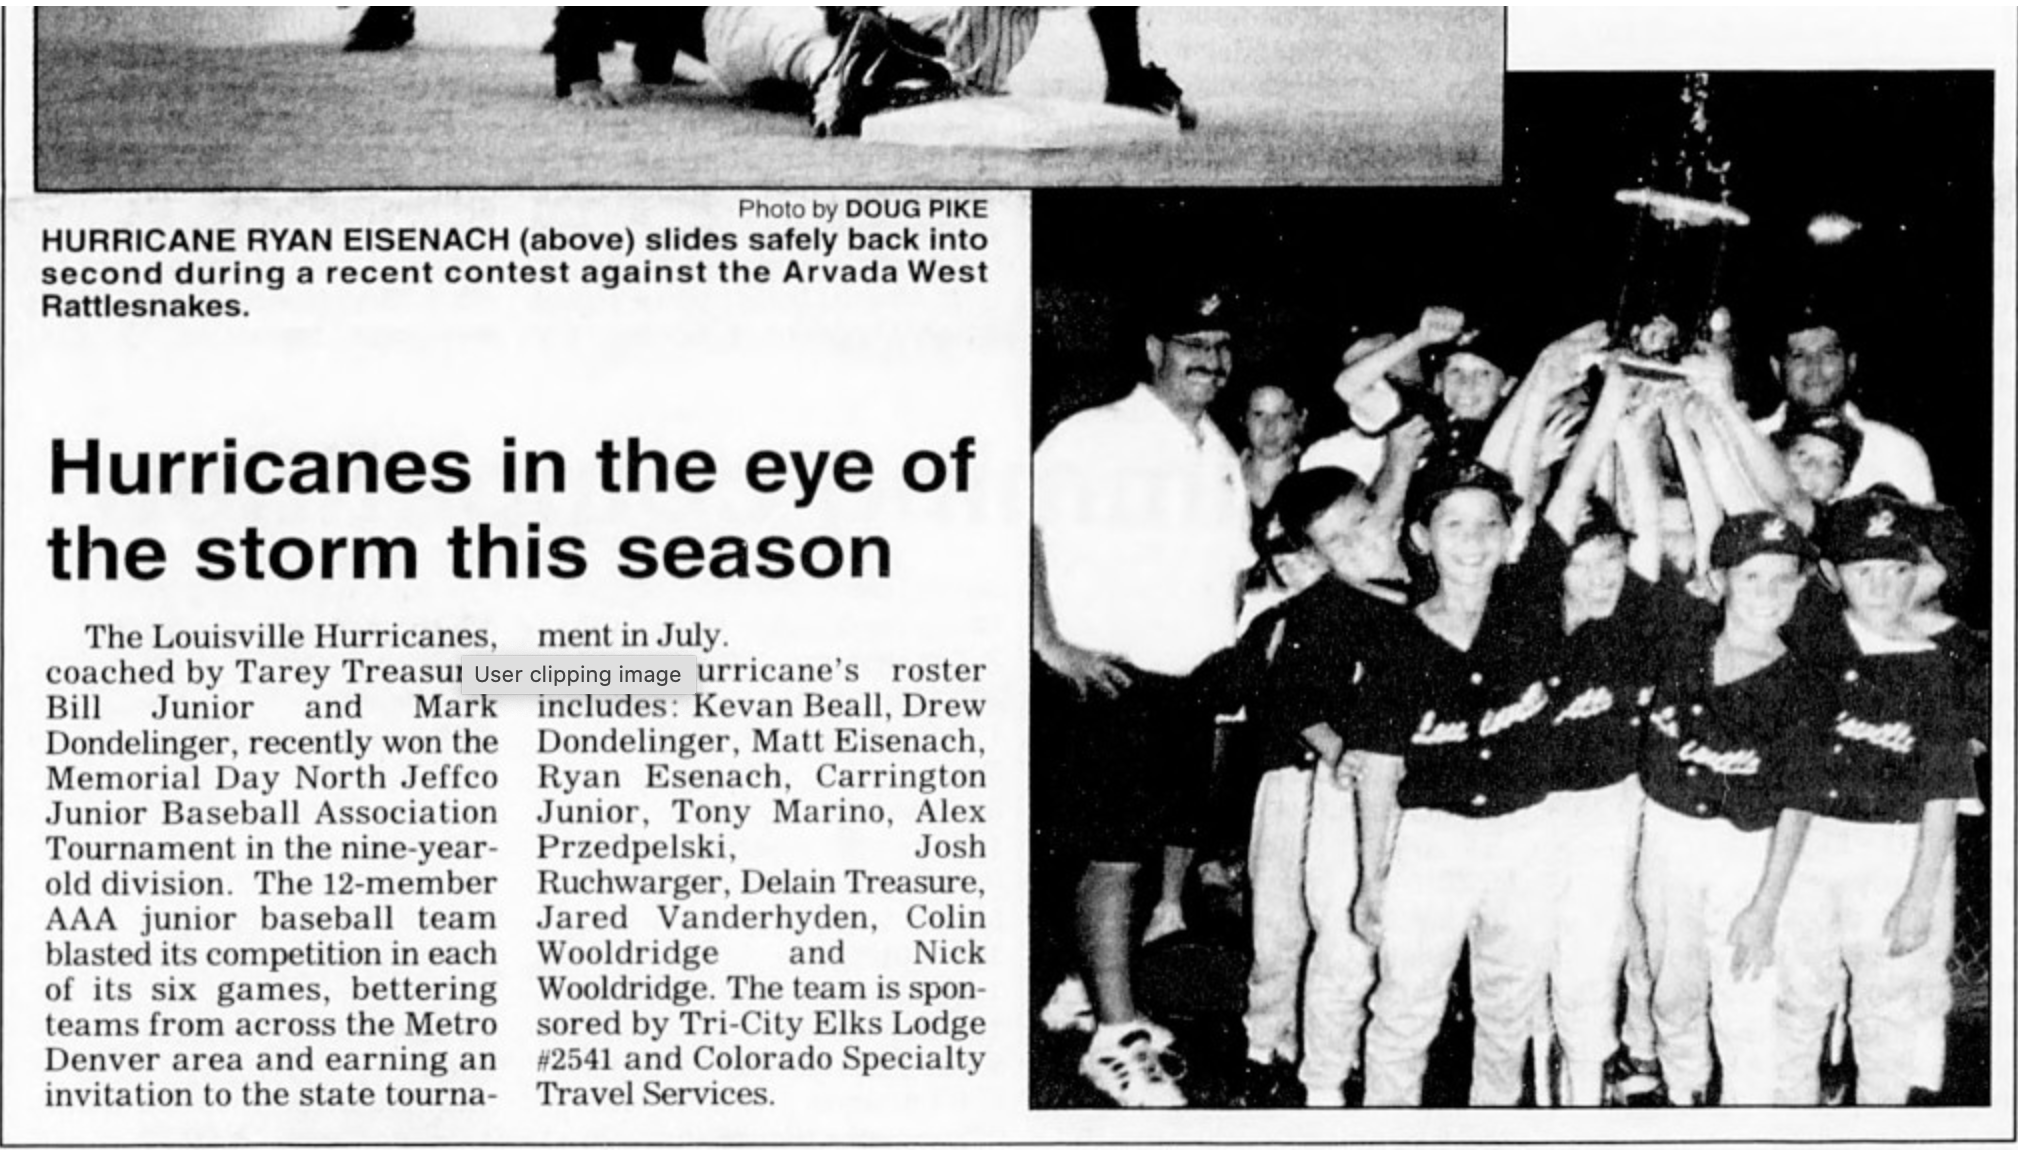 Photo by DOUG PIKE
HURRICANE RYAN EISENACH (above) slides safely back into
second during a recent contest against the Arvada West
Rattlesnakes.
Hurricanes in the eye of
the storm this season
The Louisville Hurricanes,
coached by Tarey
Bill Junior and Mark
Dondelinger, recently won the
Memorial Day North Jeffco
Junior Baseball Association
Tournament in the nine-year-
old division. The 12-member
AAA junior baseball team
blasted its competition in each
of its six games, bettering
teams from across the Metro
Denver area and earning an
invitation to the state tourna-
ment in July.
User clipping image
roster
includes: Kevan Beall, Drew
Dondelinger, Matt Eisenach,
Ryan Esenach, Carrington
Junior, Tony Marino, Alex
Przedpelski, Josh
Ruchwarger, Delain Treasure,
Jared Vanderhyden, Colin
Wooldridge and Nick
Wooldridge. The team is spon-
sored by Tri-City Elks Lodge
#2541 and Colorado Specialty
Travel Services.